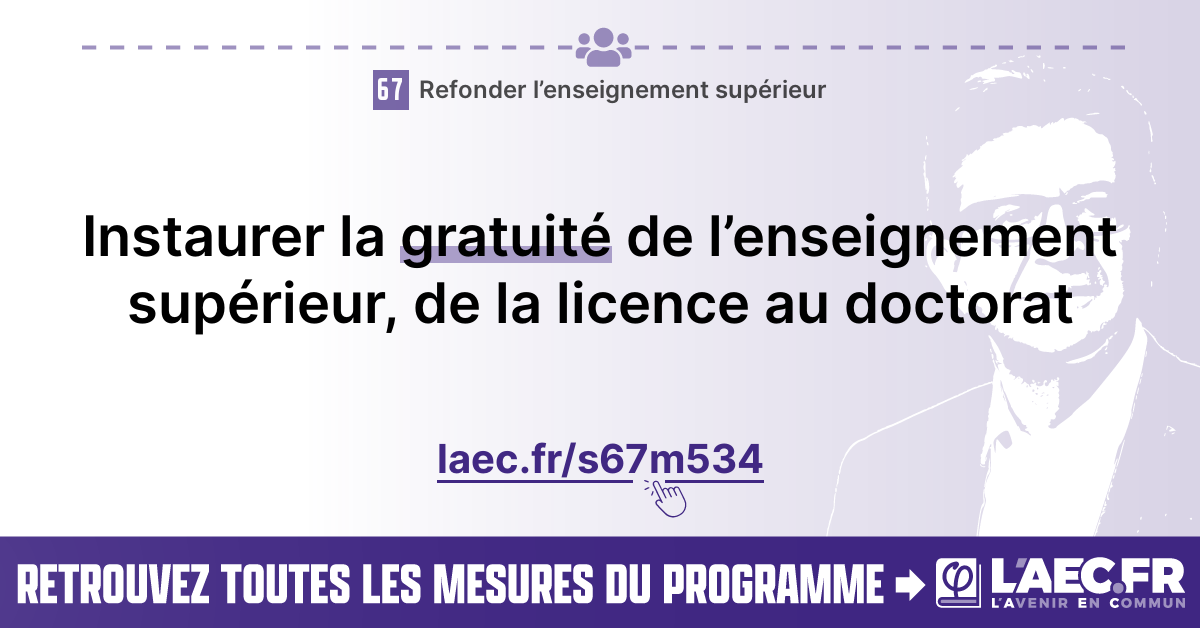 67 Refonder l’enseignement supérieur
Instaurer la gratuité de l’enseignement
supérieur, de la licence au doctorat
laec.fr/s67m534
RETROUVEZ TOUTES LES MESURES DU PROGRAMME
L'AEC.FR
L'AVENIR EN COMMUN